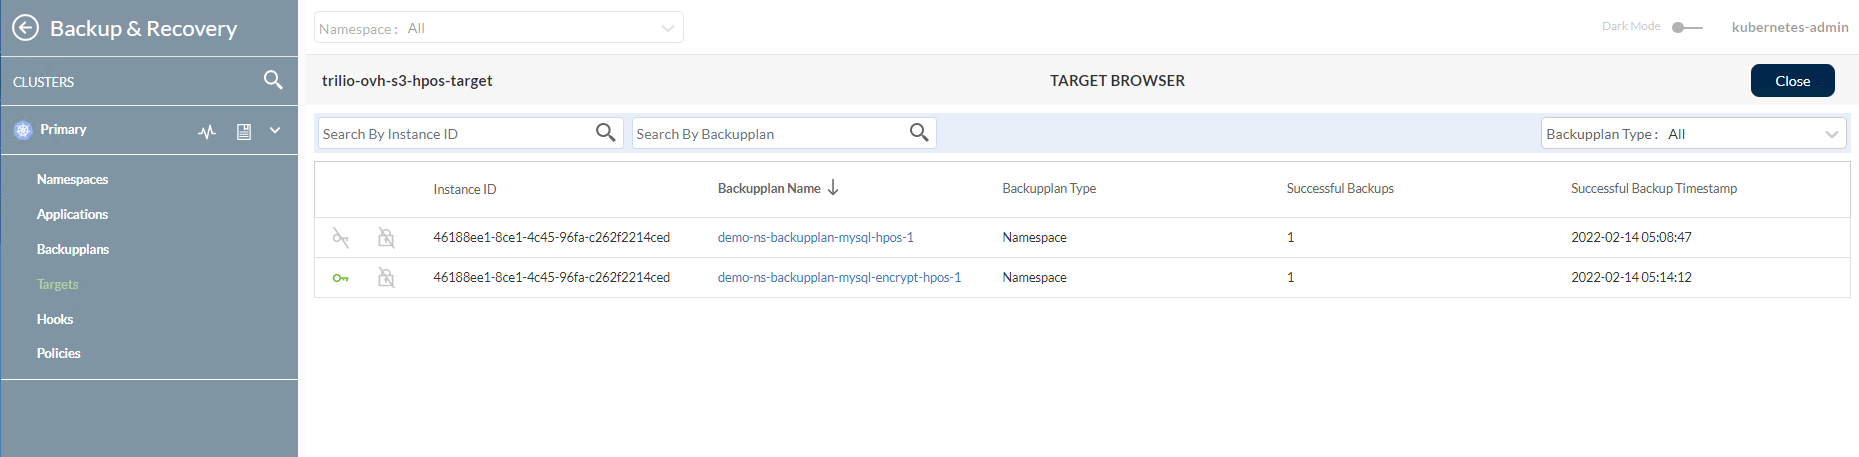 Backup & Recovery
Namespace : All
Dark Mode
kubernetes-admin
CLUSTERS
trilio-ovh-s3-hpos-target
TARGET BROWSER
Close
Primary
Search By Instance ID
Search By Backupplan
Backupplan Type : All
Namespaces
Applications
Backupplans
Targets
Hooks
Policies
Instance ID
Backupplan Name
Backupplan Type
Successful Backups
Successful Backup Timestamp
46188ee1-8ce1-4c45-96fa-c262f2214ced
demo-ns-backupplan-mysql-hpos-1
Namespace
1
2022-02-14 05:08:47
46188ee1-8ce1-4c45-96fa-c262f2214ced
demo-ns-backupplan-mysql-encrypt-hpos-1
Namespace
1
2022-02-14 05:14:12